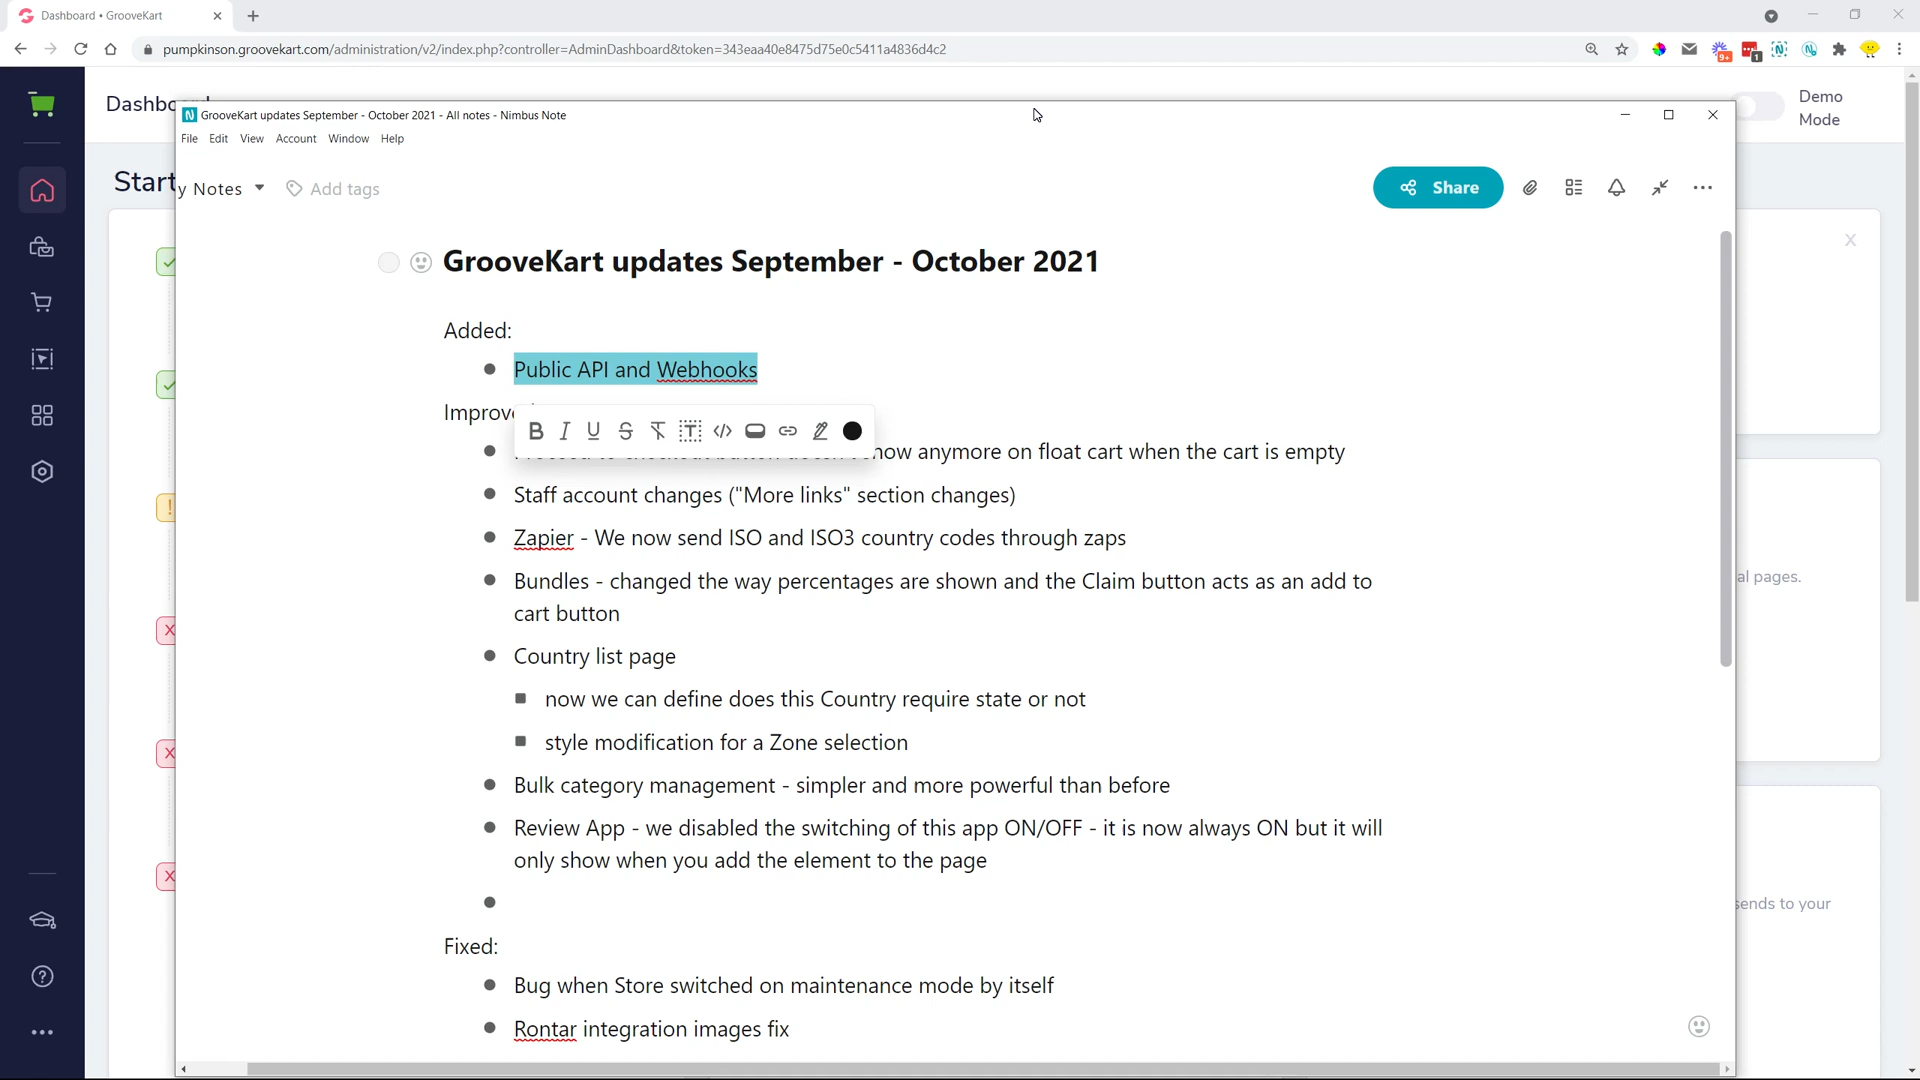 Dashboard • GrooveKart
pumpkinson.groovekart.com/administration/v2/index.php?controller=AdminDashboard&token=343eaa40e8475d75e0c5411a4836d4c2
9+
1
Demo
Mode
GrooveKart updates September - October 2021 - All notes - Nimbus Note
File Edit View Account Window Help
Start
y Notes
Add tags
Share
GrooveKart updates September - October 2021
Added:
Public API and Webhooks
now anymore on float cart when the cart is empty
Staff account changes ("More links" section changes)
Zapier - We now send ISO and ISO3 country codes through zaps
Bundles - changed the way percentages are shown and the Claim button acts as an add to
cart button
al pages.
Country list page
now we can define does this Country require state or not
style modification for a Zone selection
Bulk category management - simpler and more powerful than before
Review App - we disabled the switching of this app ON/OFF - it is now always ON but it will
only show when you add the element to the page
sends to your
Fixed:
Bug when Store switched on maintenance mode by itself
Rontar integration images fix